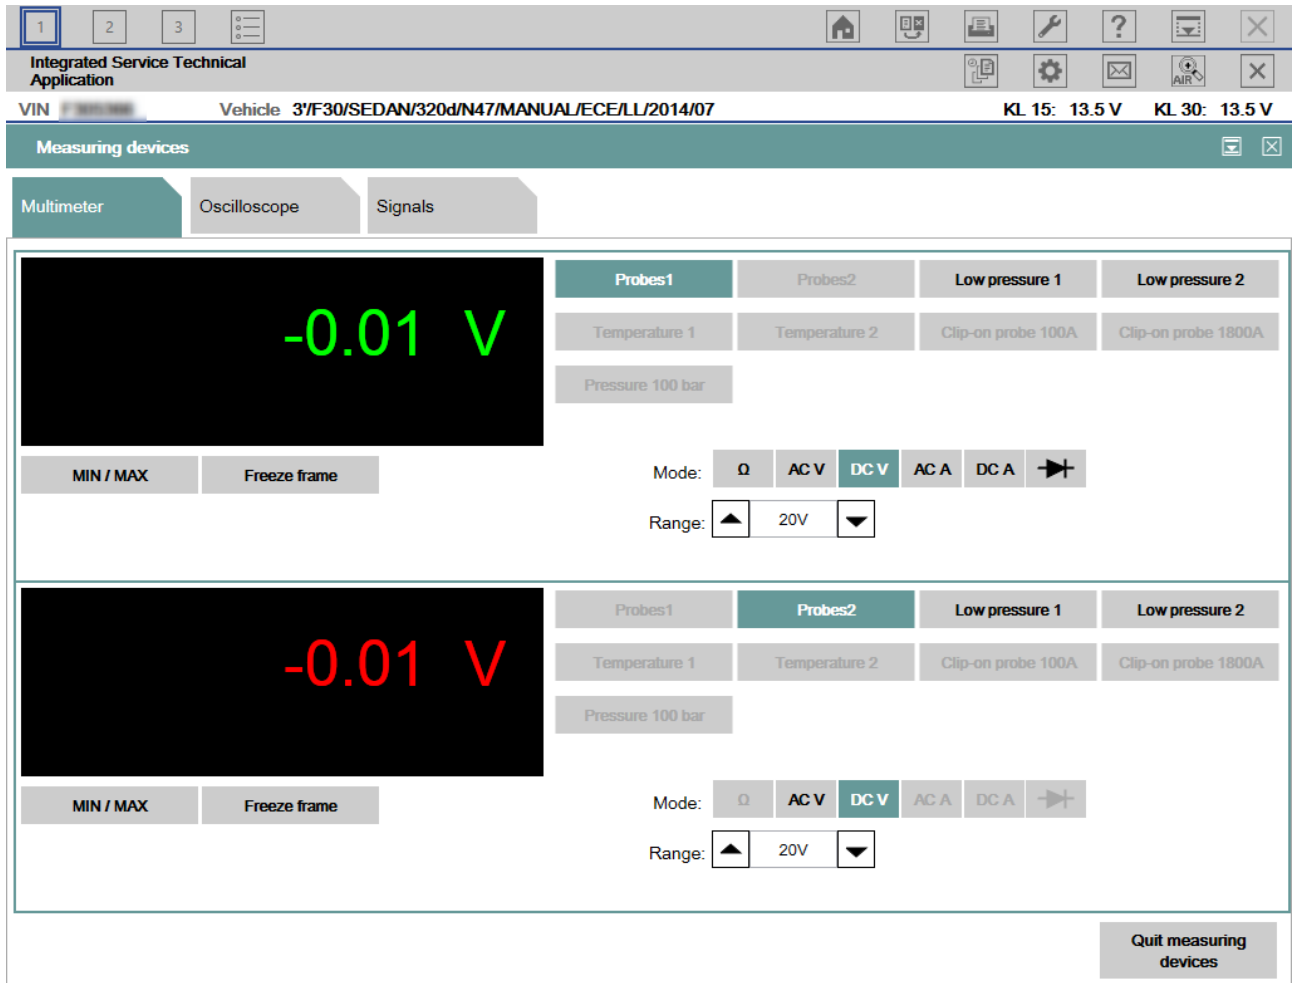 1 2 3
?
Integrated Service Technical
Application
AIR
VIN Vehicle 3'/F30/SEDAN/320d/N47/MANUAL/ECE/LL/2014/07 KL 15: 13.5 V KL 30: 13.5 V
Measuring devices
Multimeter Oscilloscope Signals
-0.01 V
Probes1 Probes2 Low pressure 1 Low pressure 2
Temperature 1 Temperature 2 Clip-on probe 100A Clip-on probe 1800A
Pressure 100 bar
MIN / MAX Freeze frame
Mode: Ω AC V DC V AC A DC A
Range: 20V
-0.01 V
Probes1 Probes2 Low pressure 1 Low pressure 2
Temperature 1 Temperature 2 Clip-on probe 100A Clip-on probe 1800A
Pressure 100 bar
MIN / MAX Freeze frame
Mode: Ω AC V DC V AC A DC A
Range: 20V
Quit measuring
devices